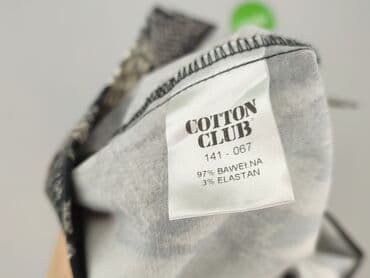 COTTON
CLUB
141 - 067
97% BAWEŁNA
3% ELASTAN